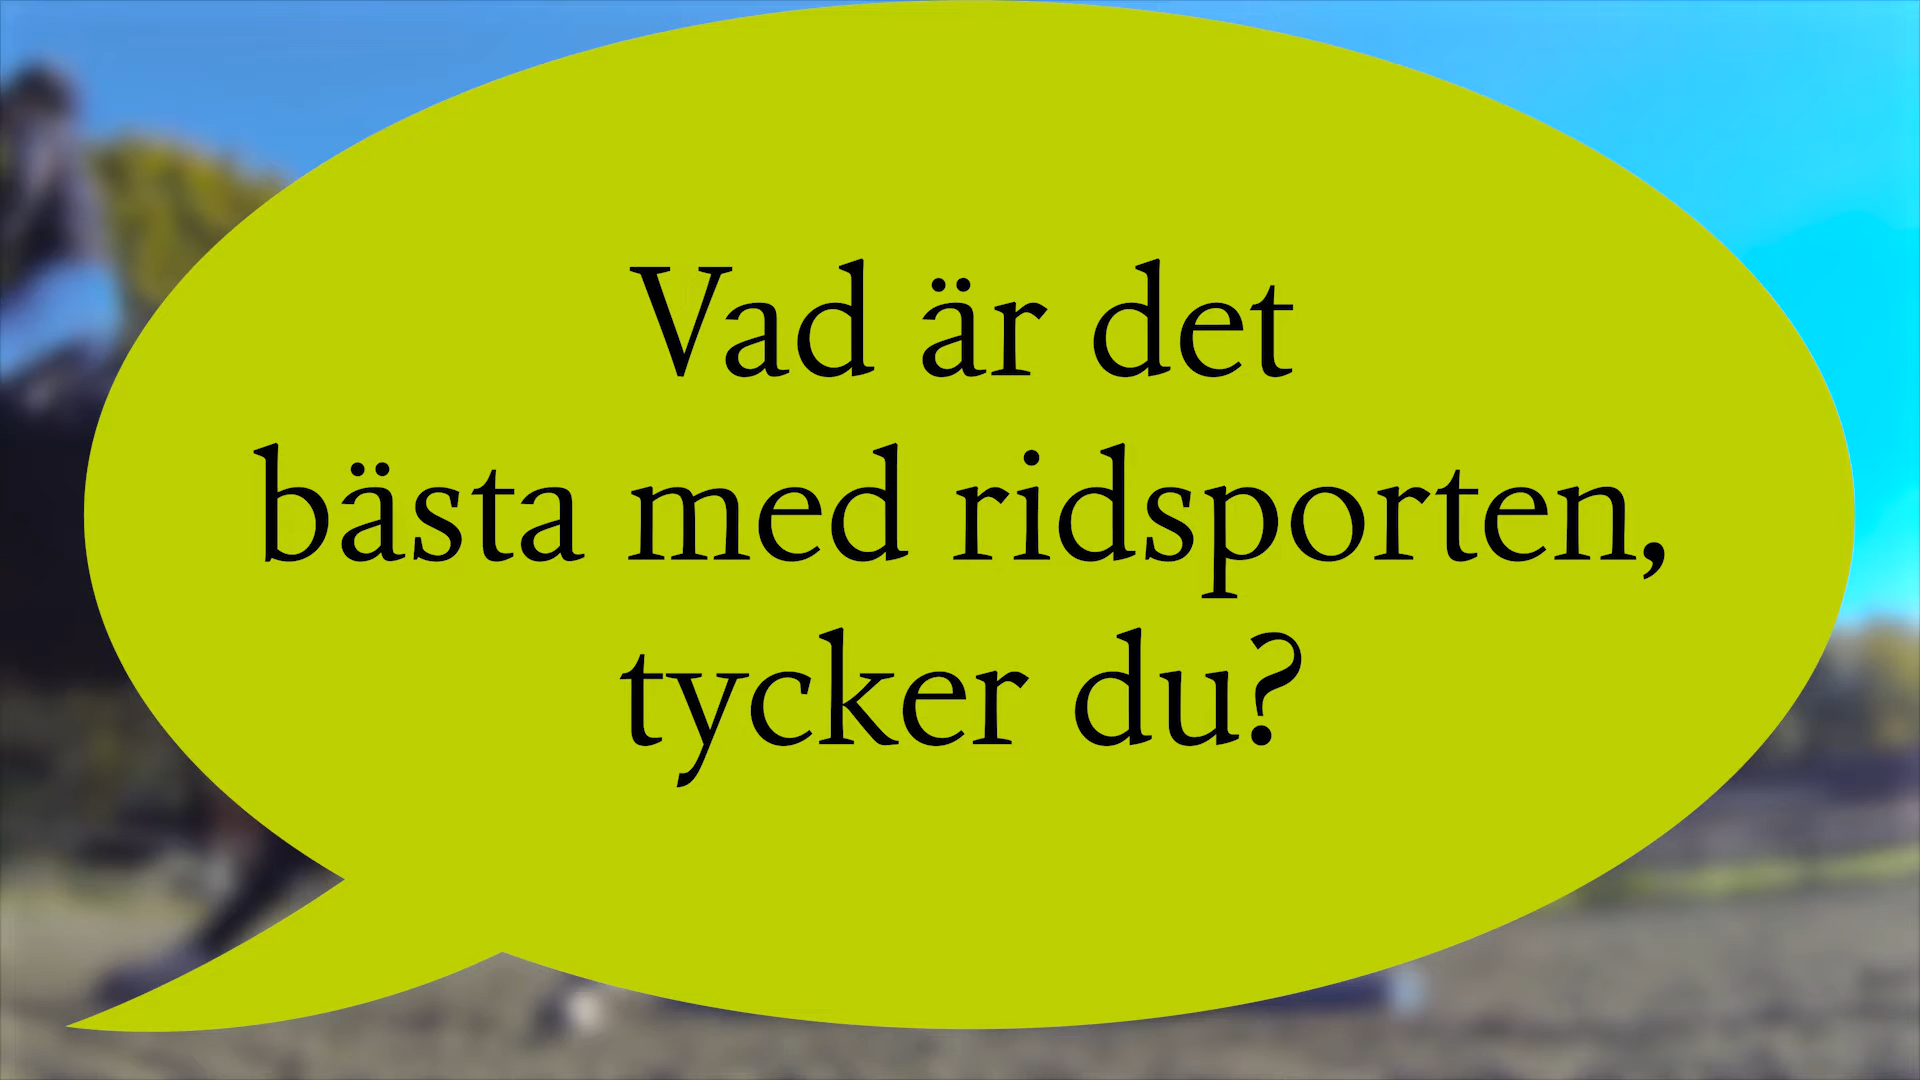 Vad är det
bästa med ridsporten,
tycker du?